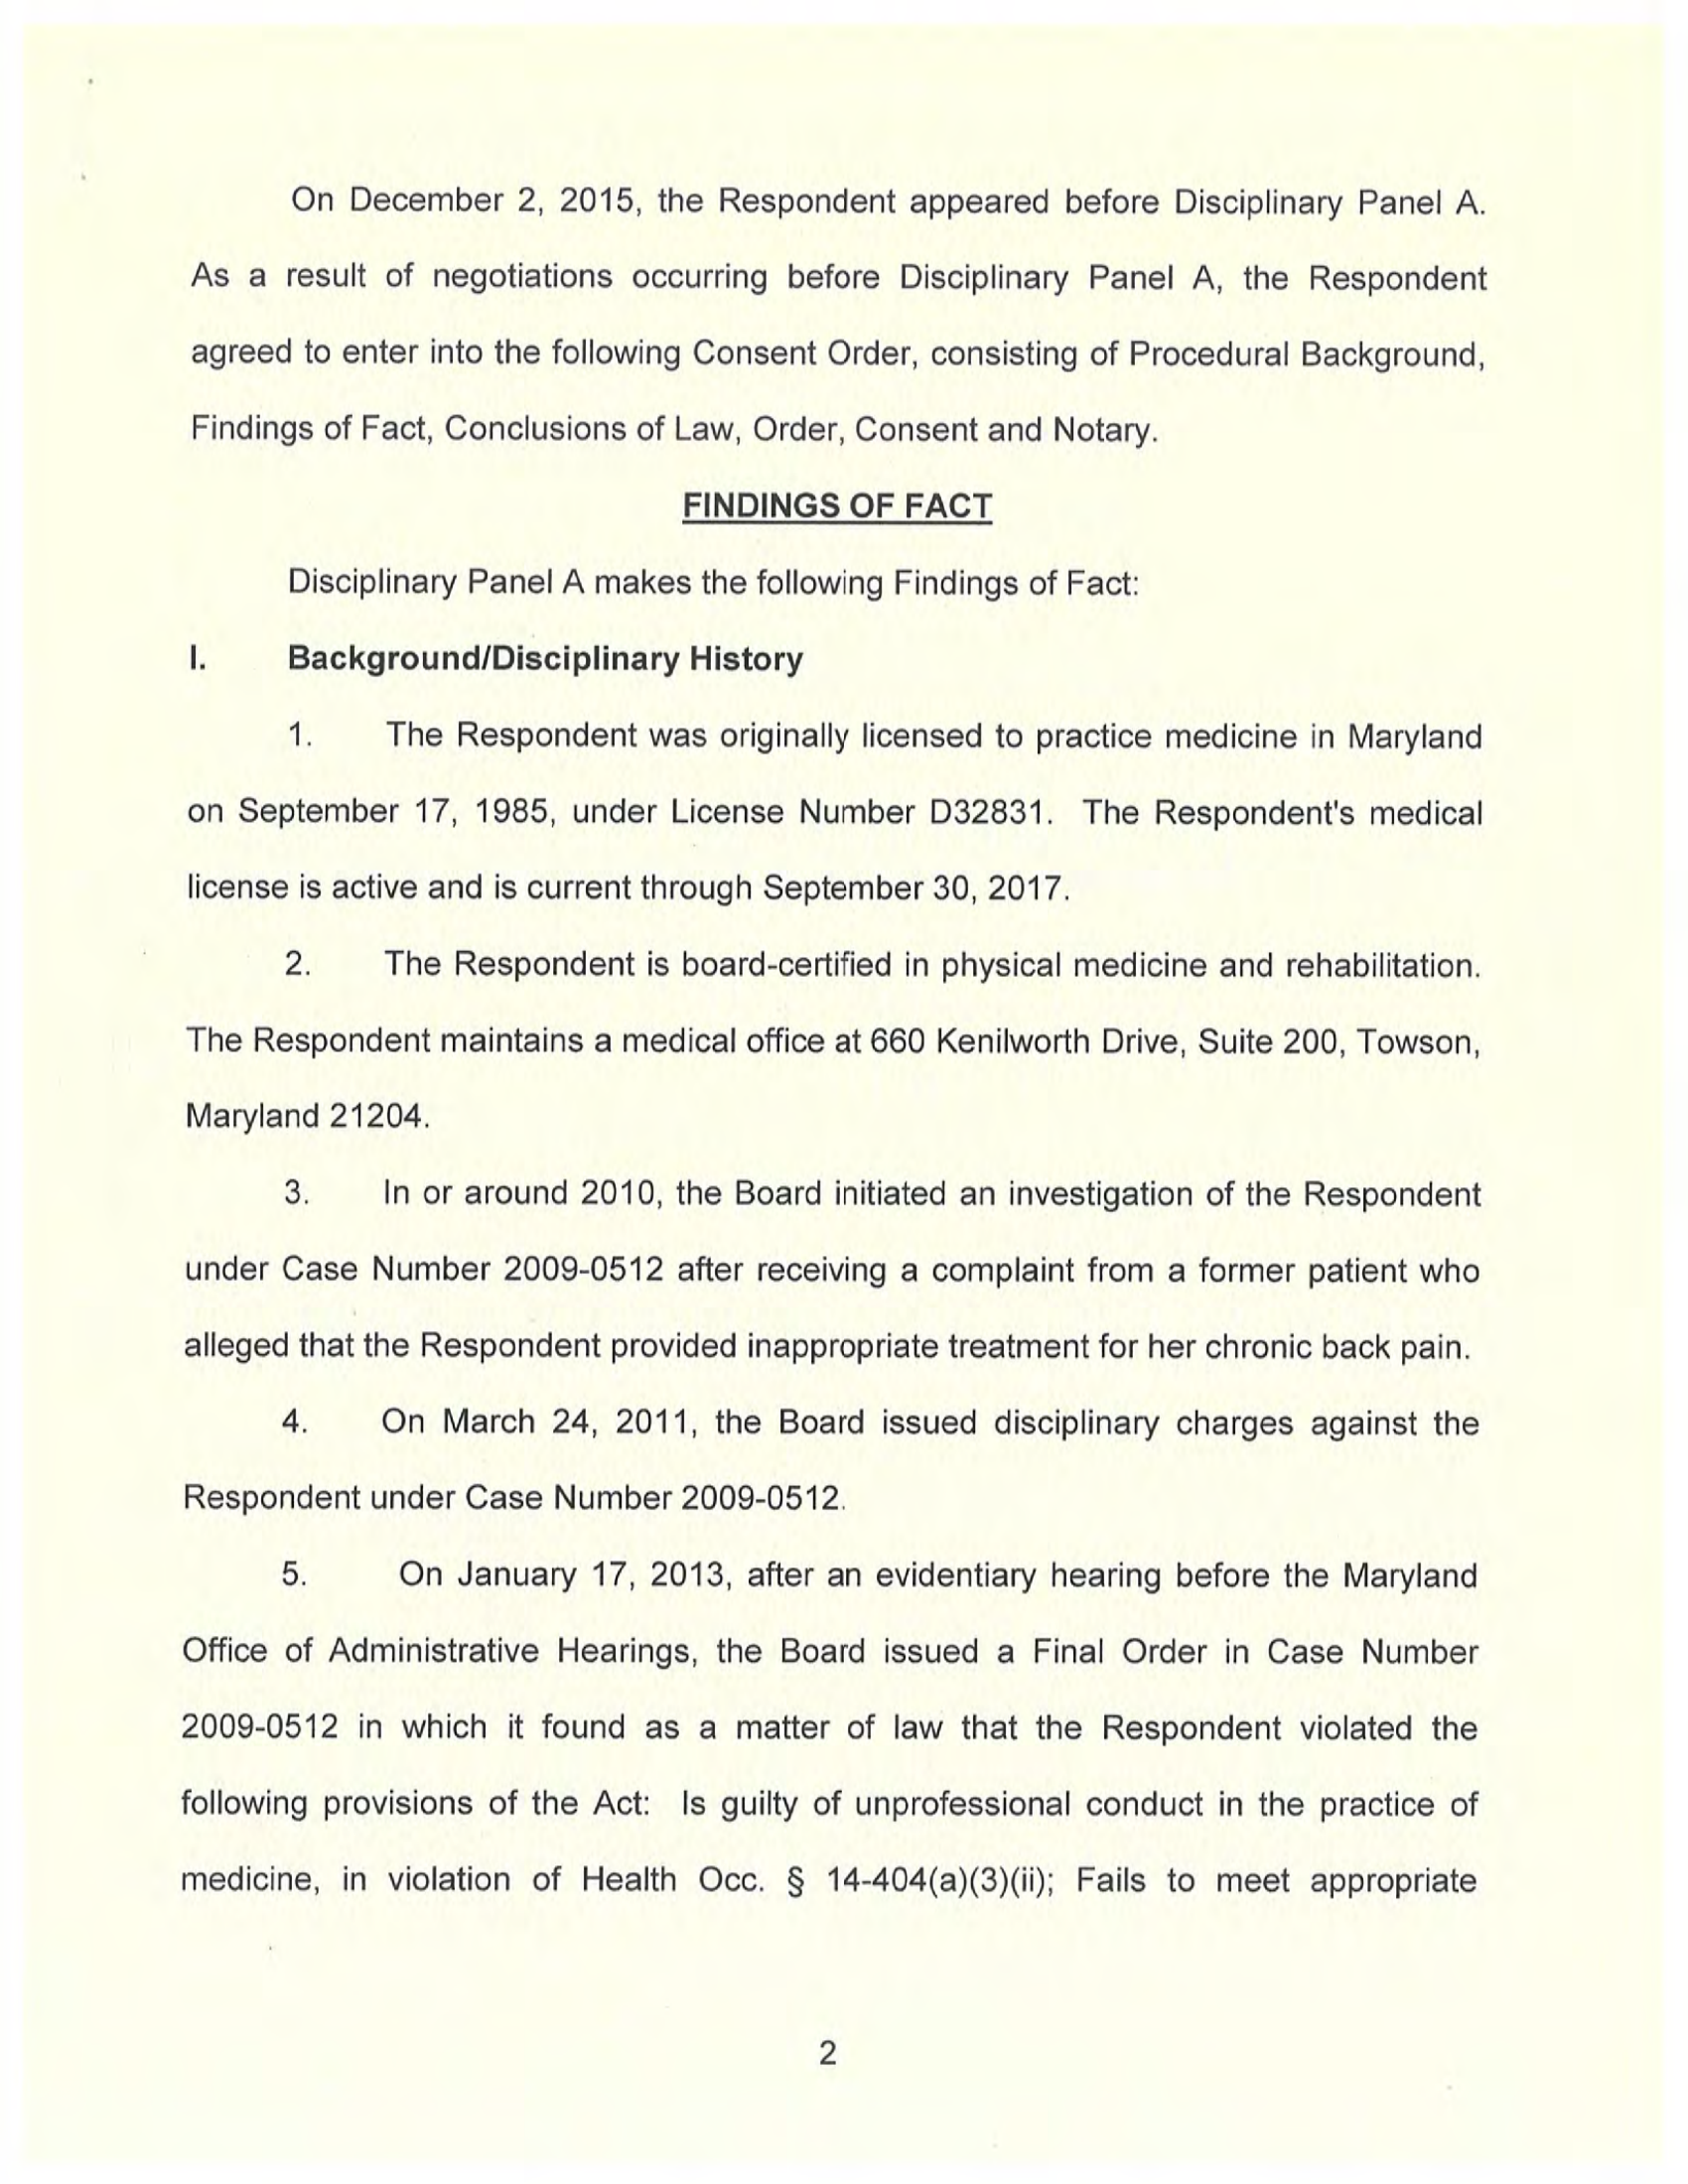 On December 2, 2015, the Respondent appeared before Disciplinary Panel A.
As a result of negotiations occurring before Disciplinary Panel A, the Respondent
agreed to enter into the following Consent Order, consisting of Procedural Background,
Findings of Fact, Conclusions of Law, Order, Consent and Notary.
FINDINGS OF FACT
Disciplinary Panel A makes the following Findings of Fact:
I. Background/Disciplinary History
1. The Respondent was originally licensed to practice medicine in Maryland
on September 17, 1985, under License Number D32831. The Respondent's medical
license is active and is current through September 30, 2017.
2. The Respondent is board-certified in physical medicine and rehabilitation.
The Respondent maintains a medical office at 660 Kenilworth Drive, Suite 200, Towson,
Maryland 21204.
3. In or around 2010, the Board initiated an investigation of the Respondent
under Case Number 2009-0512 after receiving a complaint from a former patient who
alleged that the Respondent provided inappropriate treatment for her chronic back pain.
4. On March 24, 2011, the Board issued disciplinary charges against the
Respondent under Case Number 2009-0512.
5. On January 17, 2013, after an evidentiary hearing before the Maryland
Office of Administrative Hearings, the Board issued a Final Order in Case Number
2009-0512 in which it found as a matter of law that the Respondent violated the
following provisions of the Act: Is guilty of unprofessional conduct in the practice of
medicine, in violation of Health Occ. § 14-404(a)(3)(ii); Fails to meet appropriate
2